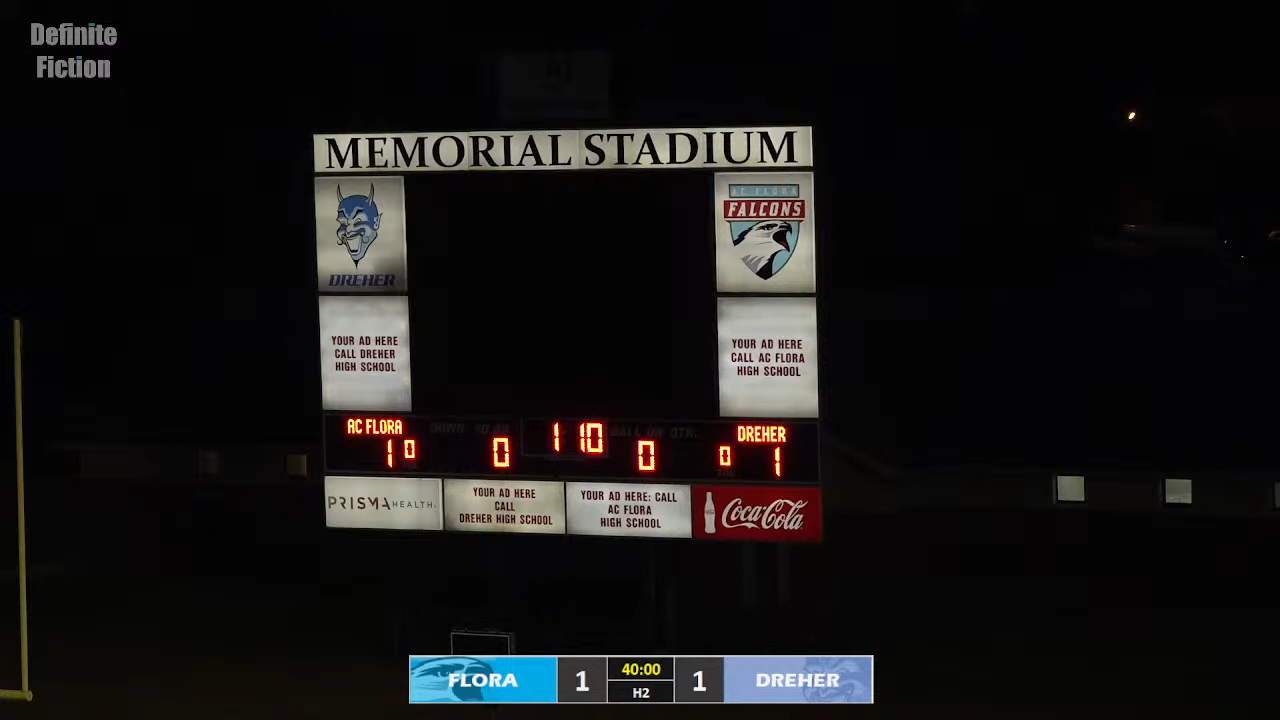 Definite
Fiction
MEMORIAL STADIUM
DREHER
AC FLORA
FALCONS
YOUR AD HERE
CALL DREHER
HIGH SCHOOL
YOUR AD HERE
CALL AC FLORA
HIGH SCHOOL
AC FLORA
DREHER
1 0 0 1 10 0 0 1
PRISMA HEALTH.
YOUR AD HERE
CALL
DREHER HIGH SCHOOL
YOUR AD HERE: CALL
AC FLORA
HIGH SCHOOL
Coca-Cola
FLORA 1 40:00 1 DREHER
H2